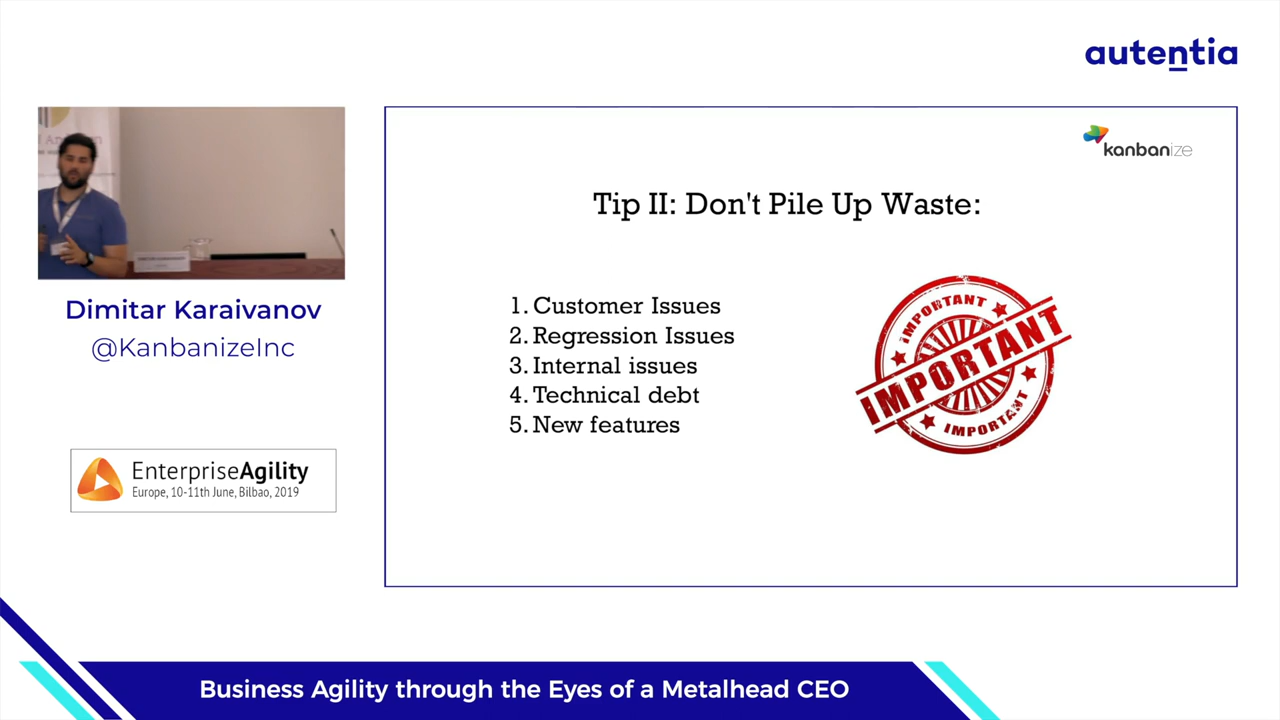 autentia
kanbanize
Tip II: Don't Pile Up Waste:
1. Customer Issues
2. Regression Issues
3. Internal issues
4. Technical debt
5. New features
IMPORTANT
IMPORTANT
IMPORTANT
Dimitar Karaivanov
@KanbanizeInc
EnterpriseAgility
Europe, 10-11th June, Bilbao, 2019
Business Agility through the Eyes of a Metalhead CEO